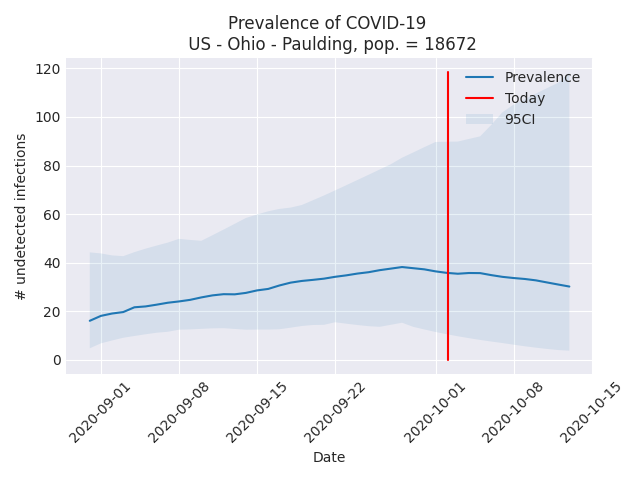 Prevalence of COVID-19
US - Ohio - Paulding, pop. = 18672
120
100
80
60
40
20
0
# undetected infections
Prevalence
Today
95CI
2020-09-01
2020-09-08
2020-09-15
2020-09-22
2020-10-01
2020-10-08
2020-10-15
Date